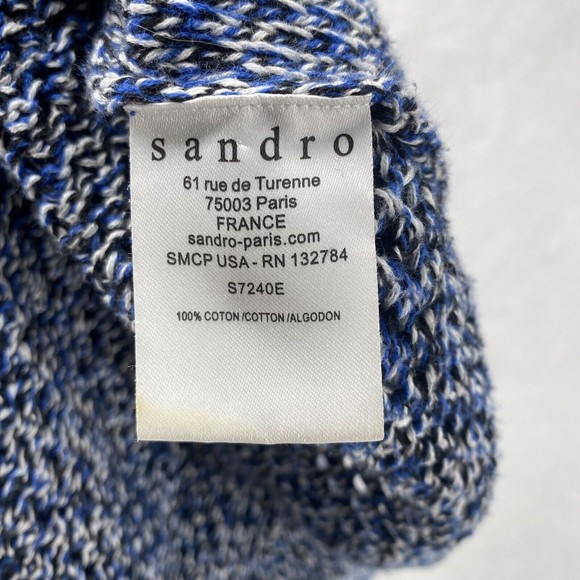 sandro
61 rue de Turenne
75003 Paris
FRANCE
sandro-paris.com
SMCP USA - RN 132784
S7240E
100% COTON /COTTON /ALGODON